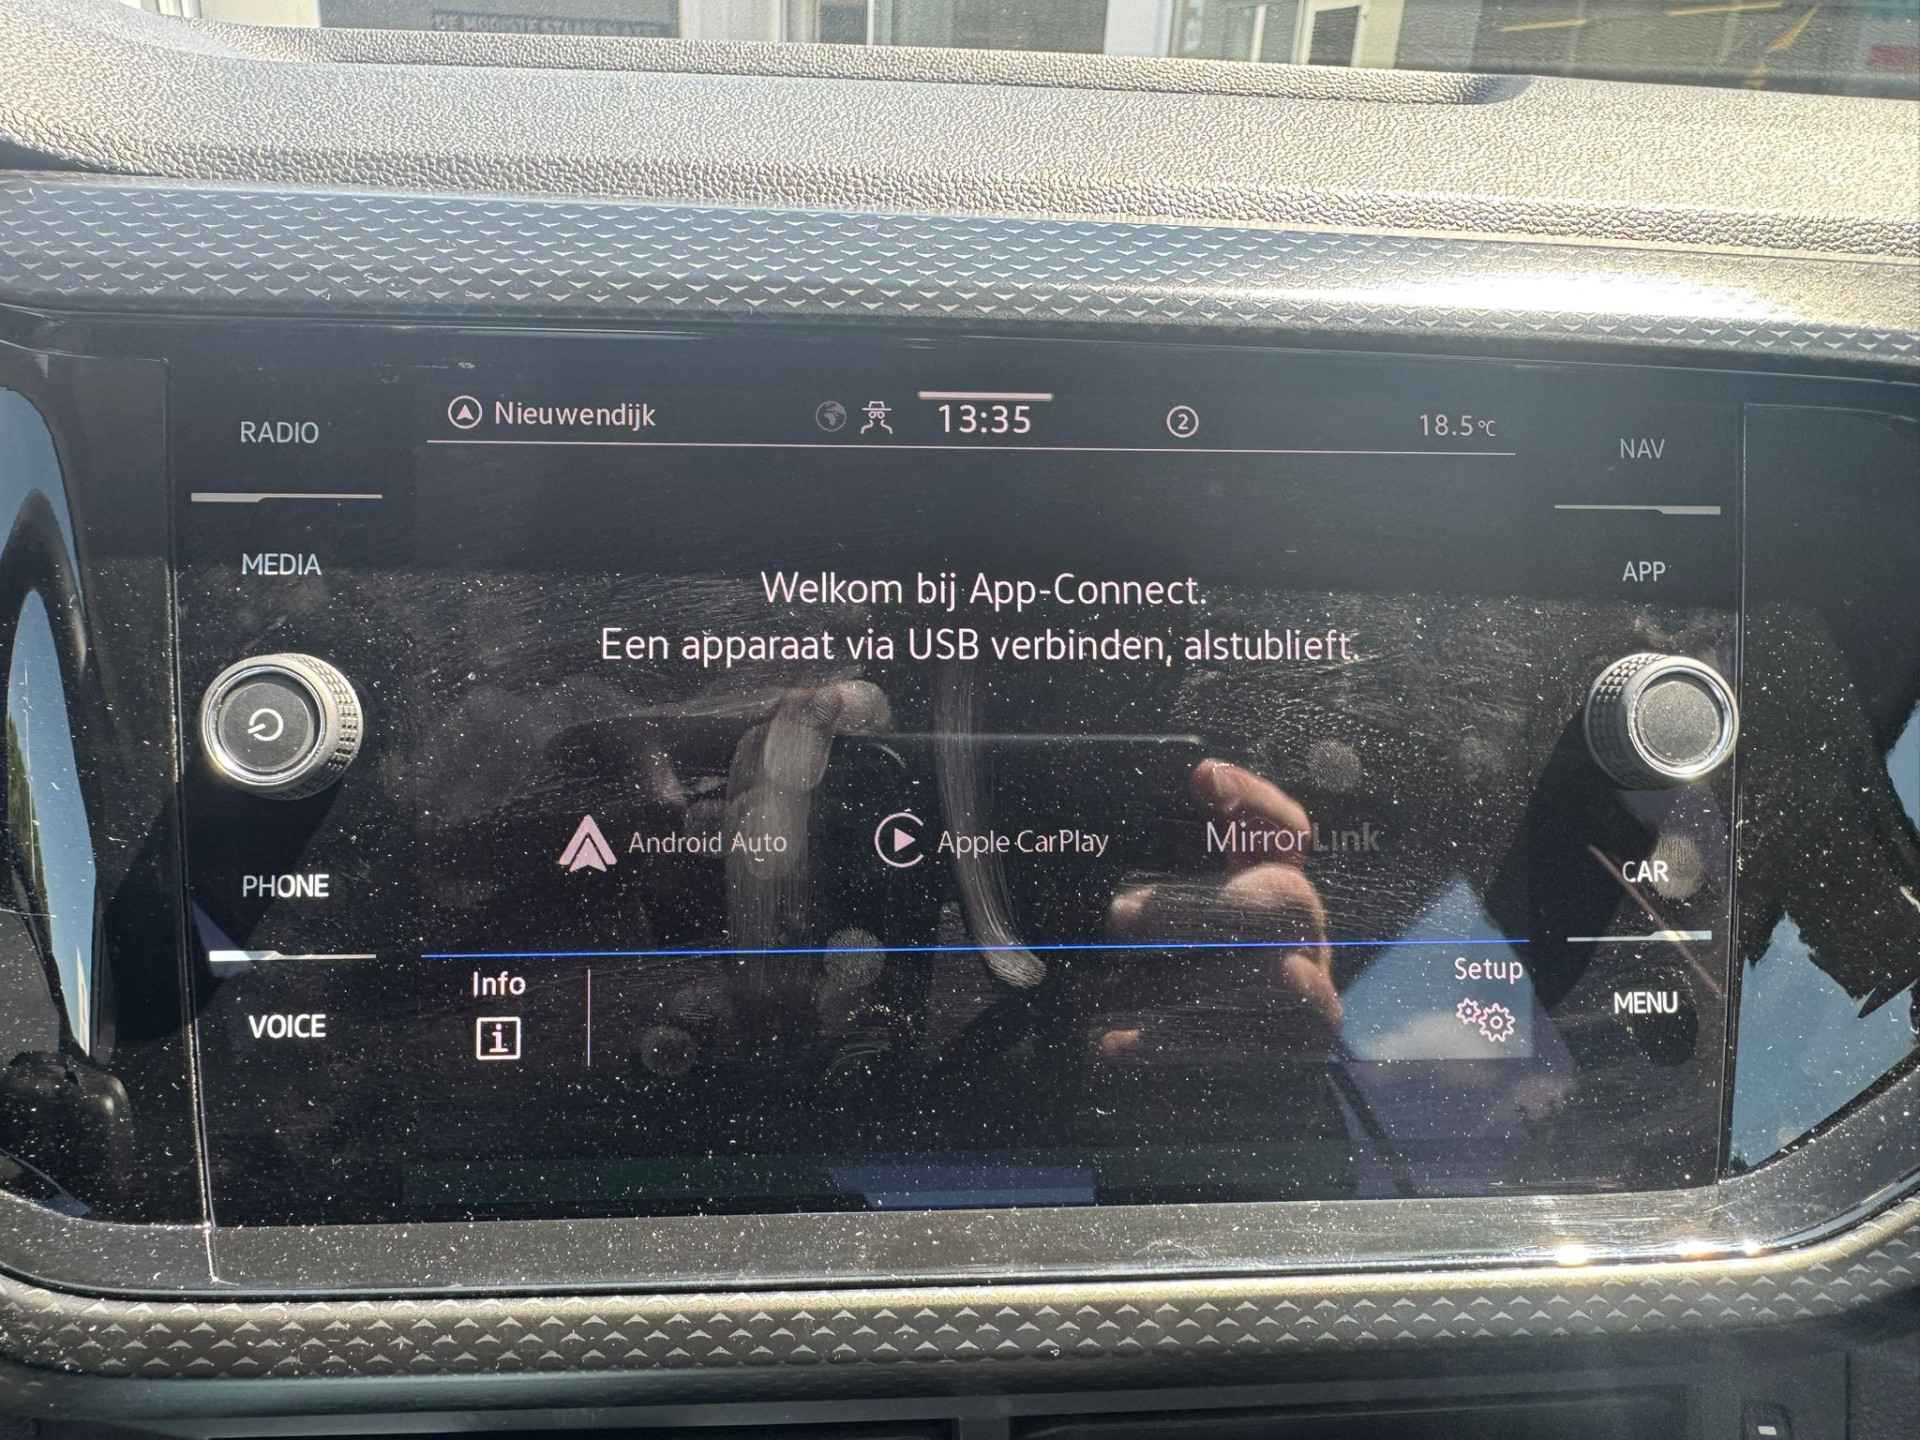 RADIO
MEDIA
PHONE
VOICE
Nieuwendijk
13:35
2
18.5°C
Welkom bij App-Connect.
Een apparaat via USB verbinden, alstublieft.
Android Auto
Apple CarPlay
MirrorLink
Info
i
Setup
NAV
APP
CAR
MENU